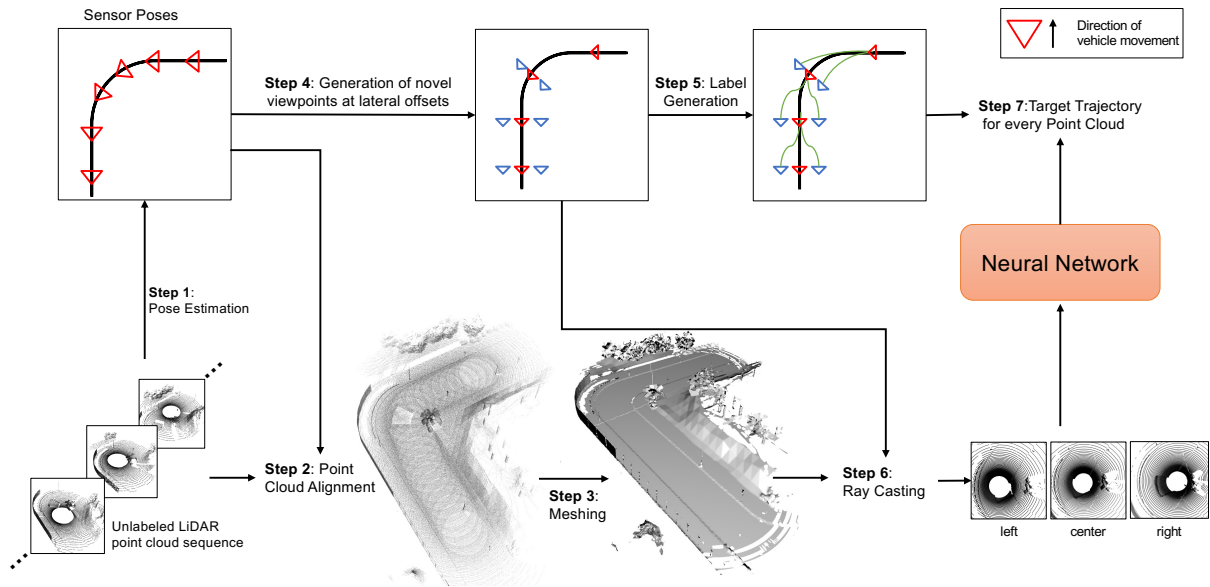 Sensor Poses
Direction of
vehicle movement
Step 4: Generation of novel
viewpoints at lateral offsets
Step 5: Label
Generation
Step 7:Target Trajectory
for every Point Cloud
Neural Network
Step 1:
Pose Estimation
Step 2: Point
Cloud Alignment
Step 3:
Meshing
Step 6:
Ray Casting
Unlabeled LiDAR
point cloud sequence
left
center
right